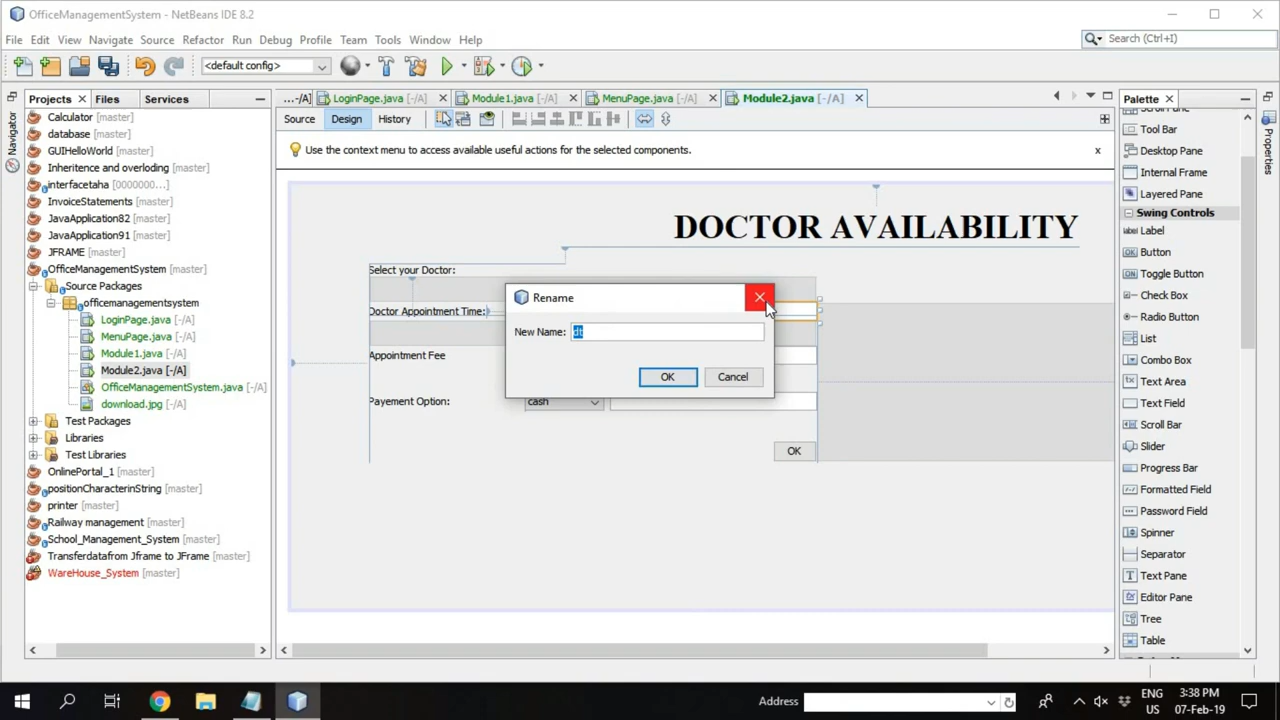 OfficeManagementSystem - NetBeans IDE 8.2
File Edit View Navigate Source Refactor Run Debug Profile Team Tools Window Help
Search (Ctrl+I)
<default config>
Projects Files Services
...-/A] LoginPage.java [-/A] Module1.java [-/A] MenuPage.java [-/A] Module2.java [-/A]
Palette
Navigator
Calculator [master]
database [master]
GUIHelloWorld [master]
Inheritence and overloding [master]
interfacetaha [0000000...]
InvoiceStatements [master]
JavaApplication82 [master]
JavaApplication91 [master]
JFRAME [master]
OfficeManagementSystem [master]
Source Packages
officemanagementsystem
LoginPage.java [-/A]
MenuPage.java [-/A]
Module1.java [-/A]
Module2.java [-/A]
OfficeManagementSystem.java [-/A]
download.jpg [-/A]
Test Packages
Libraries
Test Libraries
OnlinePortal_1 [master]
positionCharacterinString [master]
printer [master]
Railway management [master]
School_Management_System [master]
Transferdatafrom Jframe to JFrame [master]
WareHouse_System [master]
Source Design History
Use the context menu to access available useful actions for the selected components. x
DOCTOR AVAILABILITY
Select your Doctor:
Doctor Appointment Time:
Appointment Fee
Payement Option: cash
OK
Rename
New Name: dt
OK Cancel
Tool Bar
Desktop Pane
Internal Frame
Layered Pane
Swing Controls
Label
Button
Toggle Button
Check Box
Radio Button
List
Combo Box
Text Area
Text Field
Scroll Bar
Slider
Progress Bar
Formatted Field
Password Field
Spinner
Separator
Text Pane
Editor Pane
Tree
Table
Properties
Address
ENG
US
3:38 PM
07-Feb-19